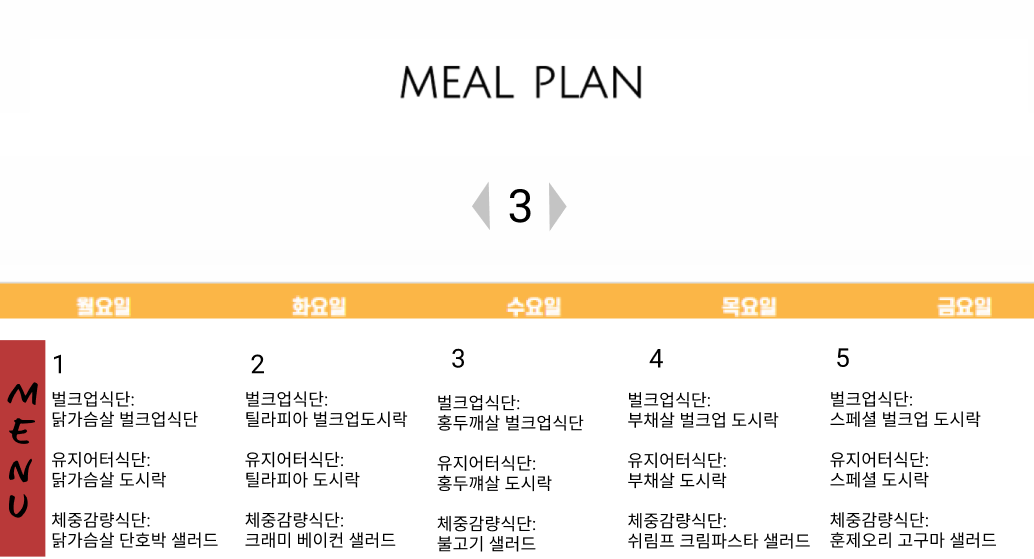 MEAL PLAN
3
월요일 화요일 수요일 목요일 금요일
MENU
1
벌크업식단:
닭가슴살 벌크업식단
유지어터식단:
닭가슴살 도시락
체중감량식단:
닭가슴살 단호박 샐러드
2
벌크업식단:
틸라피아 벌크업도시락
유지어터식단:
틸라피아 도시락
체중감량식단:
크래미 베이컨 샐러드
3
벌크업식단:
홍두깨살 벌크업식단
유지어터식단:
홍두꺠살 도시락
체중감량식단:
불고기 샐러드
4
벌크업식단:
부채살 벌크업 도시락
유지어터식단:
부채살 도시락
체중감량식단:
쉬림프 크림파스타 샐러드
5
벌크업식단:
스페셜 벌크업 도시락
유지어터식단:
스페셜 도시락
체중감량식단:
훈제오리 고구마 샐러드